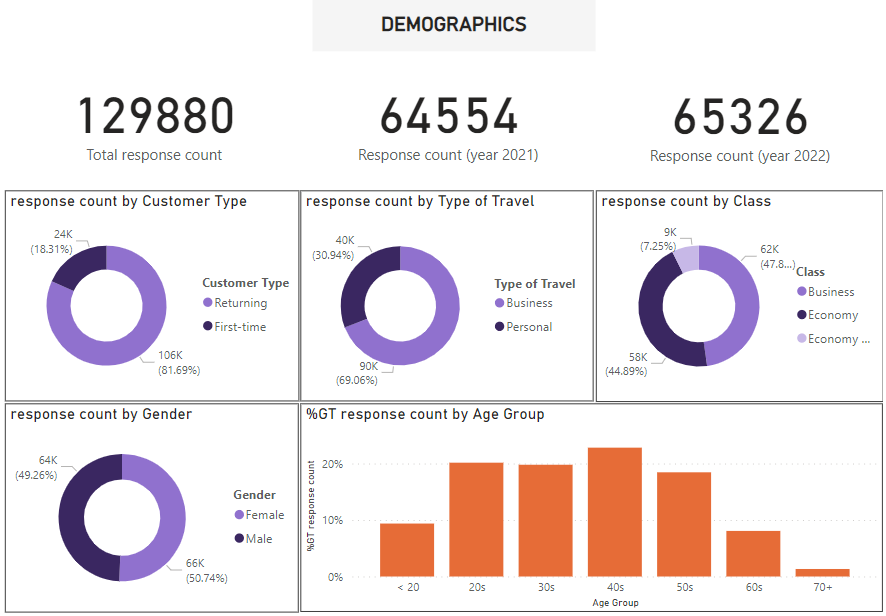 DEMOGRAPHICS
129880
Total response count
64554
Response count (year 2021)
65326
Response count (year 2022)
response count by Customer Type
24K
(18.31%)
106K
(81.69%)
Customer Type
Returning
First-time
response count by Type of Travel
40K
(30.94%)
90K
(69.06%)
Type of Travel
Business
Personal
response count by Class
9K
(7.25%)
62K
(47.8...)
58K
(44.89%)
Class
Business
Economy
Economy ...
response count by Gender
64K
(49.26%)
66K
(50.74%)
Gender
Female
Male
%GT response count by Age Group
%GT response count
20%
10%
0%
< 20
20s
30s
40s
50s
60s
70+
Age Group